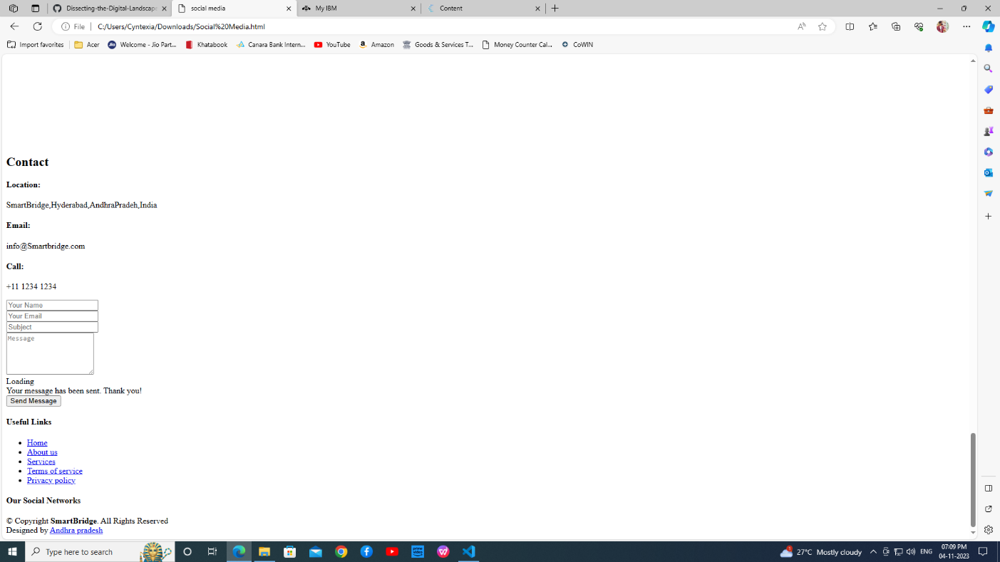 Dissecting-the-Digital-Landscape
social media
My IBM
Content
File
C:/Users/Cyntexia/Downloads/Social%20Media.html
Import favorites
Acer
Welcome - Jio Part...
Khatabook
Canara Bank Intern...
YouTube
Amazon
Goods & Services T...
Money Counter Cal...
CoWIN
Contact
Location:
SmartBridge,Hyderabad,AndhraPradeh,India
Email:
info@Smartbridge.com
Call:
+11 1234 1234
Your Name
Your Email
Subject
Message
Loading
Your message has been sent. Thank you!
Send Message
Useful Links
Home
About us
Services
Terms of service
Privacy policy
Our Social Networks
© Copyright SmartBridge. All Rights Reserved
Designed by Andhra pradesh
Type here to search
27°C Mostly cloudy
ENG
07:09 PM
04-11-2023